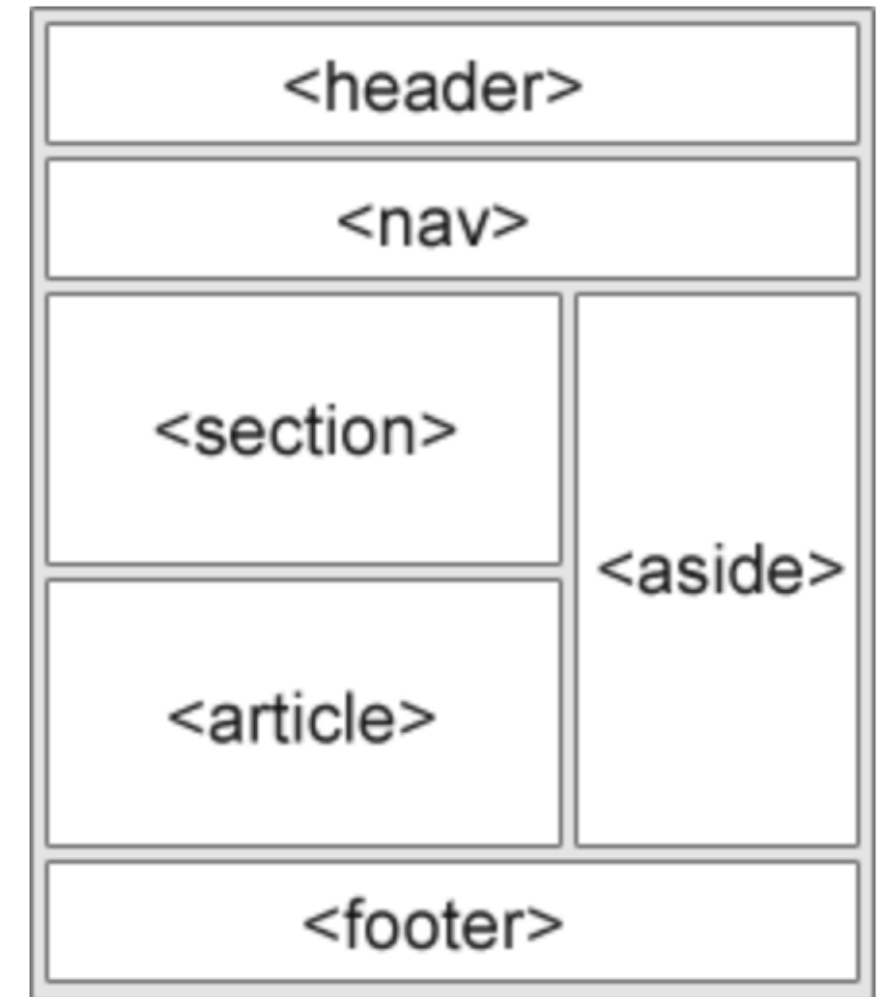 <header>
<nav>
<section>
<aside>
<article>
<footer>